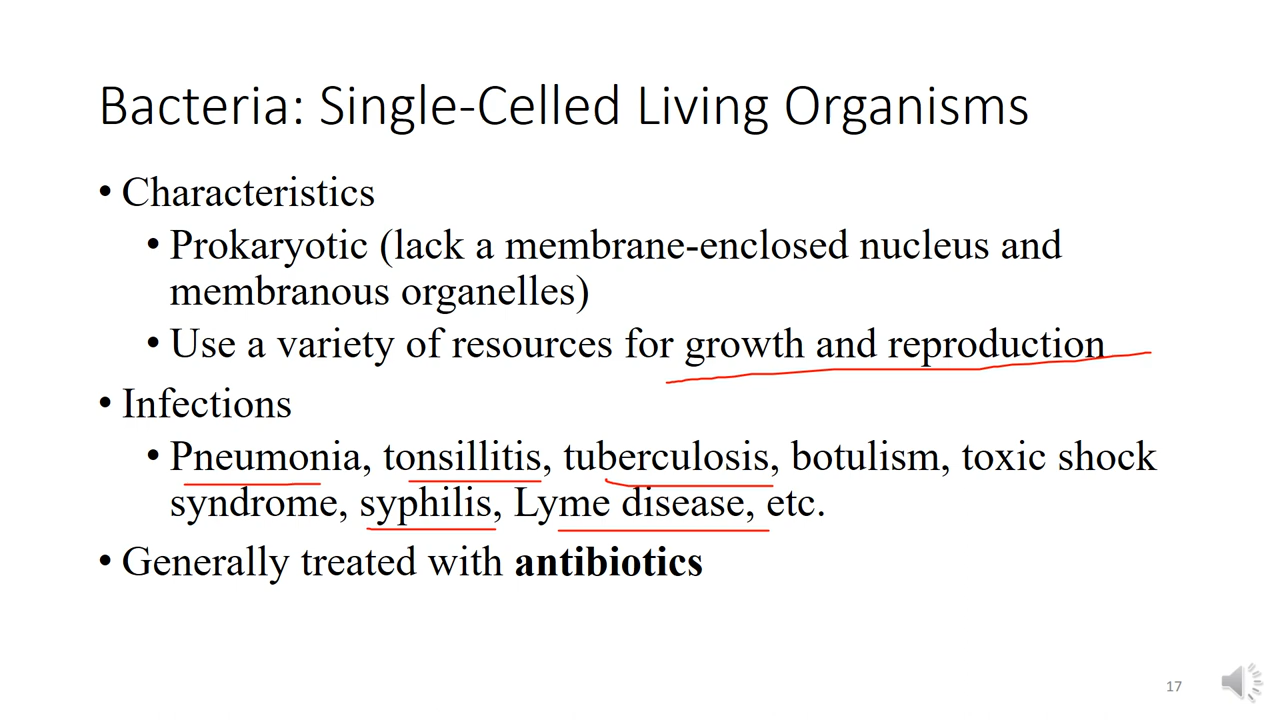 Bacteria: Single-Celled Living Organisms
• Characteristics
• Prokaryotic (lack a membrane-enclosed nucleus and
membranous organelles)
• Use a variety of resources for growth and reproduction
• Infections
• Pneumonia, tonsillitis, tuberculosis, botulism, toxic shock
syndrome, syphilis, Lyme disease, etc.
• Generally treated with antibiotics
17